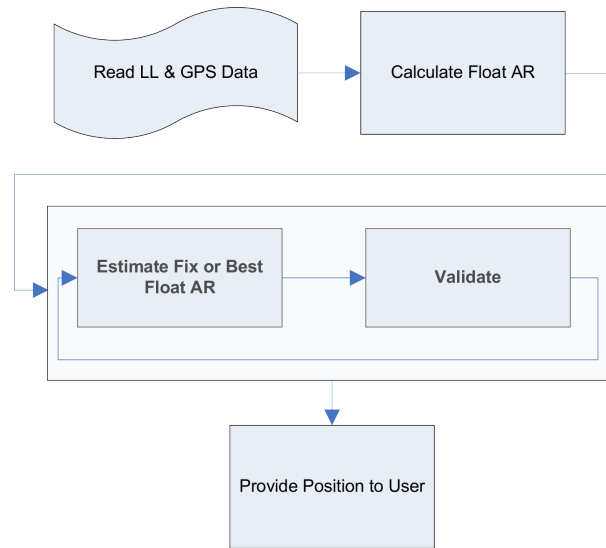 Read LL & GPS Data
Calculate Float AR
Estimate Fix or Best
Float AR
Validate
Provide Position to User